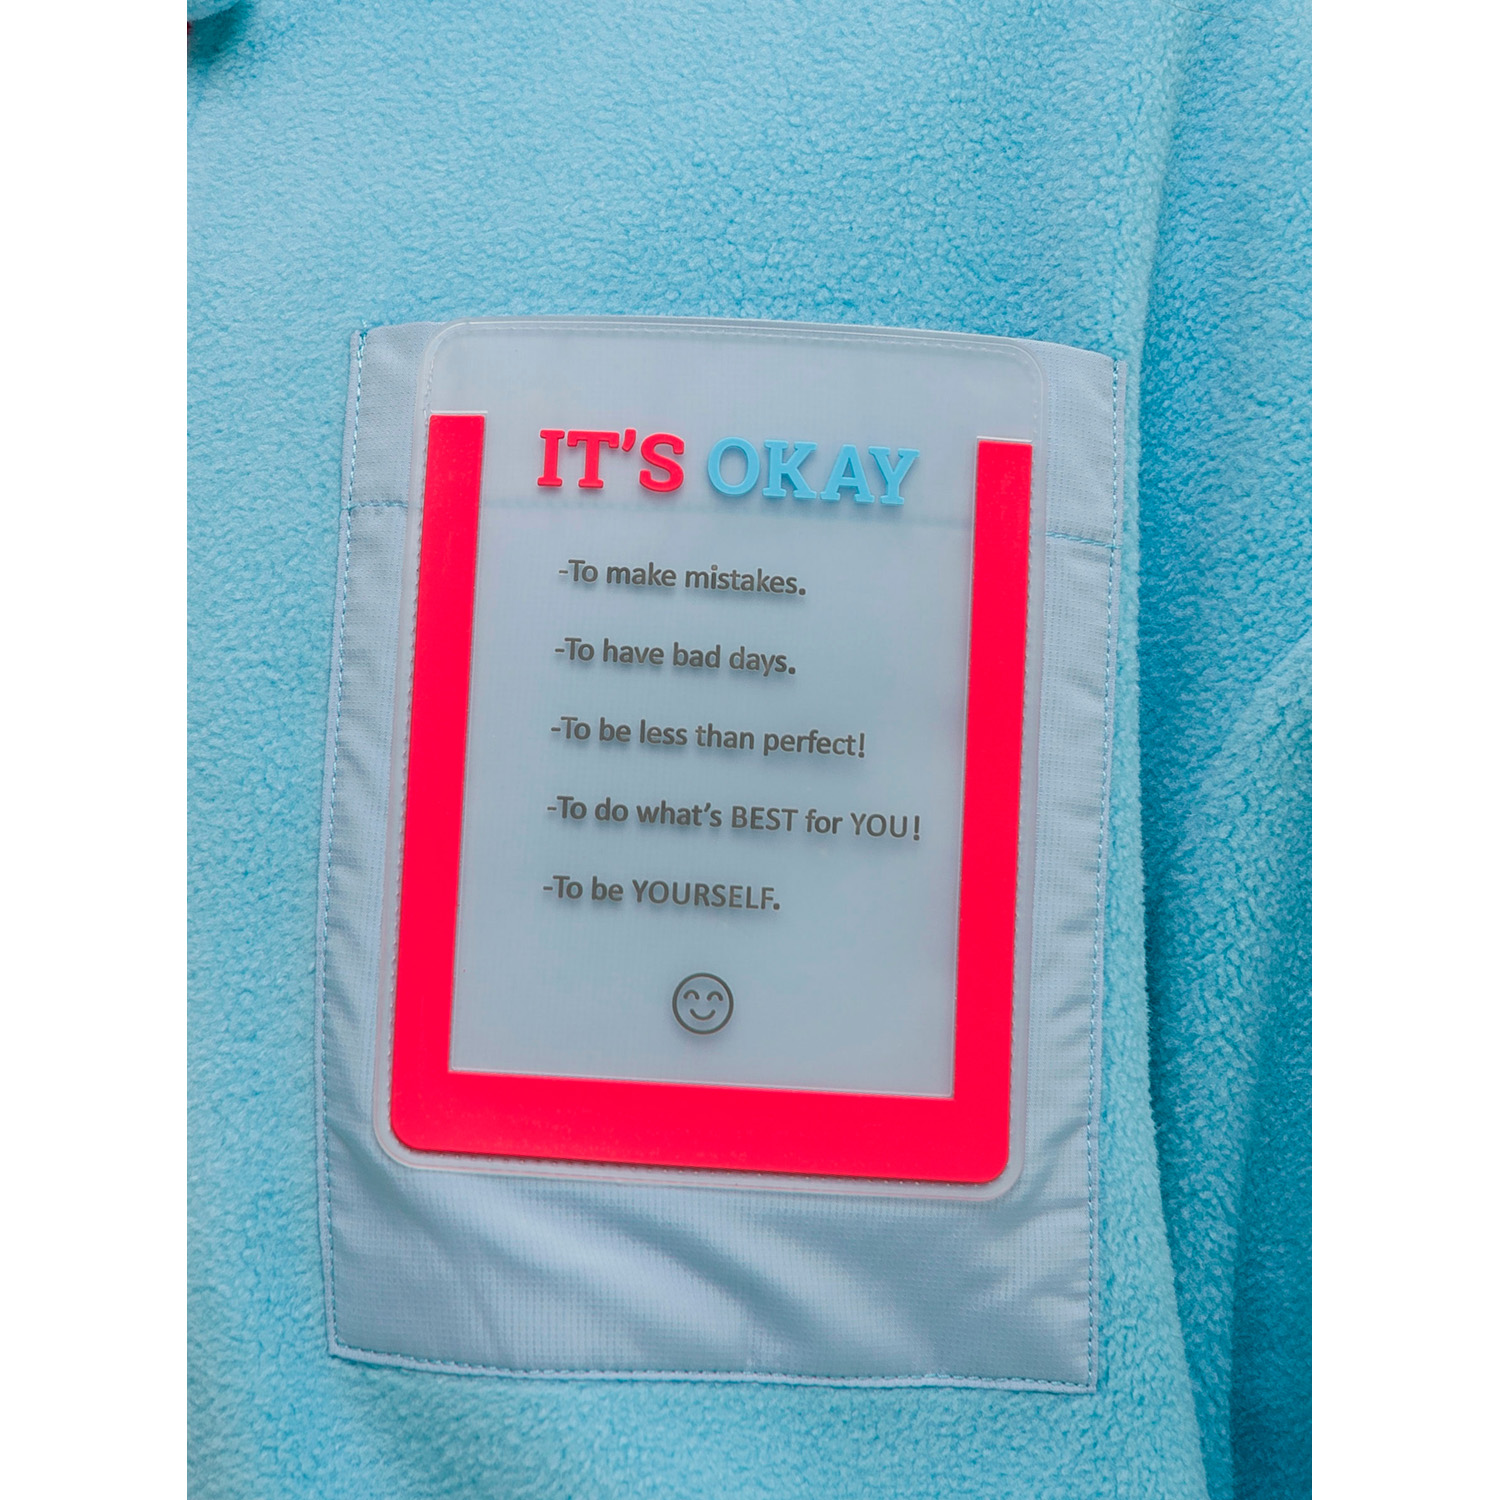 IT'S OKAY
-To make mistakes.
-To have bad days.
-To be less than perfect!
-To do what's BEST for YOU!
-To be YOURSELF.